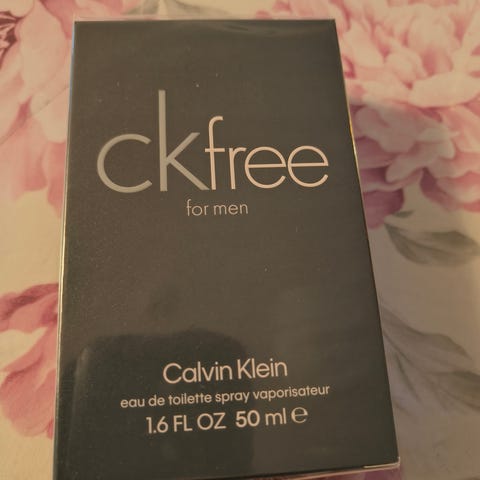 ckfree
for men
Calvin Klein
eau de toilette spray vaporisateur
1.6 FL OZ 50 ml ℮